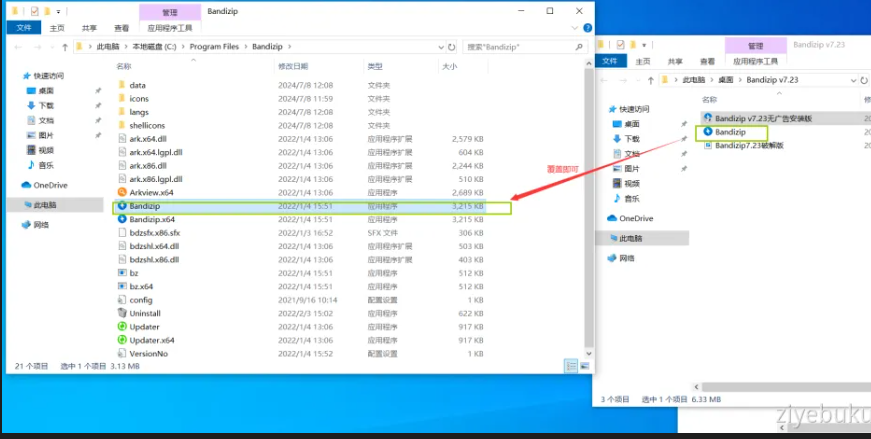 管理
Bandizip
文件
主页
共享
查看
应用程序工具
此电脑 > 本地磁盘 (C:) > Program Files > Bandizip >
搜索"Bandizip"
名称
修改日期
类型
大小
快速访问
桌面
下载
文档
图片
视频
音乐
OneDrive
此电脑
网络
data 2024/7/8 12:08 文件夹
icons 2024/7/8 11:59 文件夹
langs 2024/7/8 12:08 文件夹
shellicons 2024/7/8 12:08 文件夹
ark.x64.dll 2022/1/4 13:06 应用程序扩展 2,579 KB
ark.x64.lgpl.dll 2022/1/4 13:06 应用程序扩展 604 KB
ark.x86.dll 2022/1/4 13:06 应用程序扩展 2,244 KB
ark.x86.lgpl.dll 2022/1/4 13:06 应用程序扩展 510 KB
Arkview.x64 2022/1/4 13:06 应用程序 2,689 KB
Bandizip 2022/1/4 15:51 应用程序 3,215 KB
Bandizip.x64 2022/1/4 15:51 应用程序 3,215 KB
bdzsfx.x86.sfx 2022/1/3 16:52 SFX 文件 306 KB
bdzshl.x64.dll 2022/1/4 13:06 应用程序扩展 503 KB
bdzshl.x86.dll 2022/1/4 13:06 应用程序扩展 403 KB
bz 2022/1/4 15:51 应用程序 512 KB
bz.x64 2022/1/4 15:51 应用程序 512 KB
config 2021/9/16 10:14 配置设置 1 KB
Uninstall 2022/2/3 15:02 应用程序 622 KB
Updater 2022/1/4 13:06 应用程序 917 KB
Updater.x64 2022/1/4 13:06 应用程序 917 KB
VersionNo 2022/1/4 15:52 配置设置 1 KB
21 个项目 选中 1 个项目 3.13 MB
覆盖即可
管理
Bandizip v7.23
文件
主页
共享
查看
应用程序工具
此电脑 > 桌面 > Bandizip v7.23
名称
快速访问
桌面
下载
文档
图片
视频
音乐
OneDrive
此电脑
网络
Bandizip v7.23无广告安装版
Bandizip
Bandizip7.23破解版
3 个项目 选中 1 个项目 6.33 MB
ziyebuku